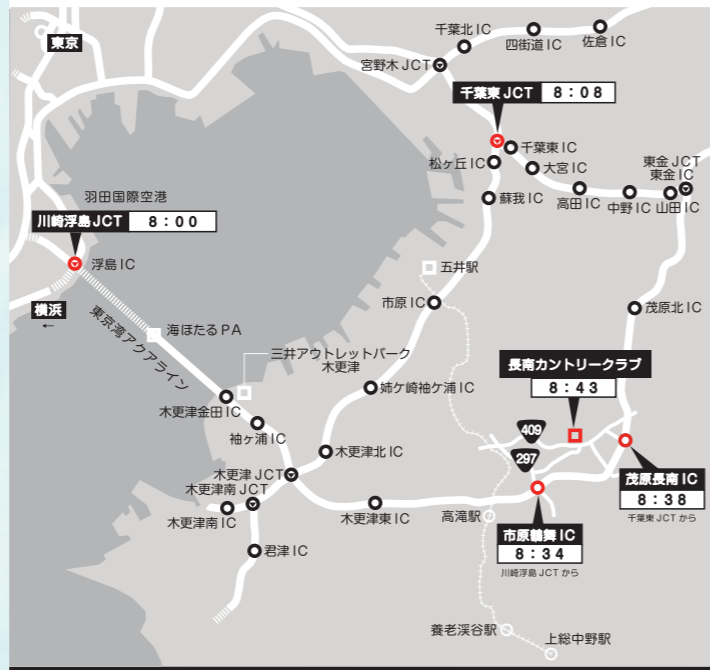 東京
千葉北IC
四街道IC
佐倉IC
宮野木JCT
千葉東JCT 8:08
千葉東IC
松ヶ丘IC
大宮IC
東金JCT
東金IC
蘇我IC
高田IC
中野IC
山田IC
羽田国際空港
川崎浮島JCT 8:00
浮島IC
五井駅
横浜
←
東京湾アクアライン
海ほたるPA
市原IC
茂原北IC
三井アウトレットパーク
木更津
長南カントリークラブ
8:43
姉ケ崎袖ケ浦IC
木更津金田IC
409
袖ヶ浦IC
木更津北IC
297
木更津JCT
木更津南JCT
茂原長南IC
8:38
千葉東JCTから
木更津南IC
木更津東IC
高滝駅
市原鶴舞IC
8:34
川崎浮島JCTから
君津IC
養老渓谷駅
上総中野駅